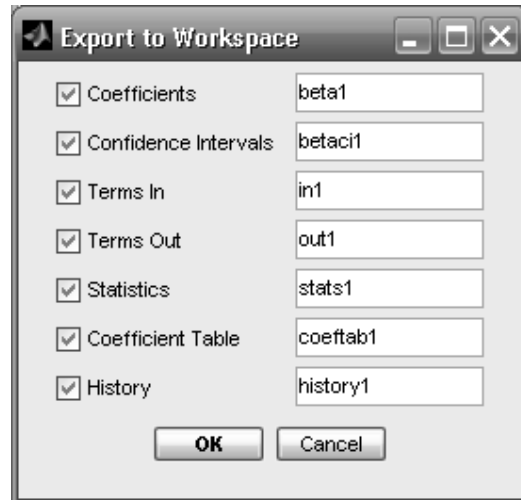 Export to Workspace
Coefficients beta1
Confidence Intervals betaci1
Terms In in1
Terms Out out1
Statistics stats1
Coefficient Table coeftab1
History history1
OK Cancel